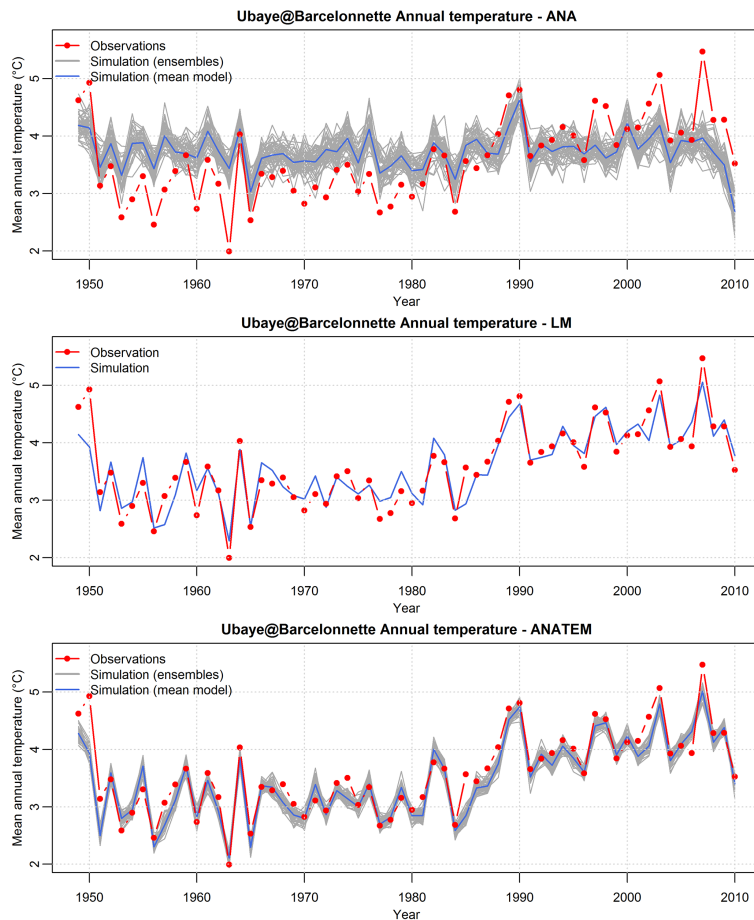 Ubaye@Barcelonnette Annual temperature - ANA
Observations
Simulation (ensembles)
Simulation (mean model)
Mean annual temperature (°C)
5
4
3
2
1950
1960
1970
1980
1990
2000
2010
Year
Ubaye@Barcelonnette Annual temperature - LM
Observation
Simulation
Mean annual temperature (°C)
5
4
3
2
1950
1960
1970
1980
1990
2000
2010
Year
Ubaye@Barcelonnette Annual temperature - ANATEM
Observations
Simulation (ensembles)
Simulation (mean model)
Mean annual temperature (°C)
5
4
3
2
1950
1960
1970
1980
1990
2000
2010
Year